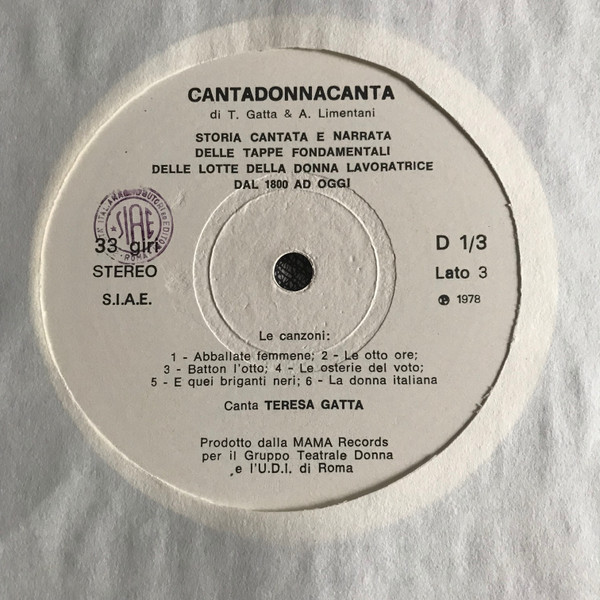 CANTADONNACANTA
di T. Gatta & A. Limentani
STORIA CANTATA E NARRATA
DELLE TAPPE FONDAMENTALI
DELLE LOTTE DELLA DONNA LAVORATRICE
DAL 1800 AD OGGI
SIAE
ROMA
33 giri
STEREO
S.I.A.E.
D 1/3
Lato 3
℗ 1978
Le canzoni:
1 - Abballate femmene; 2 - Le otto ore;
3 - Batton l'otto; 4 - Le osterie del voto;
5 - E quei briganti neri; 6 - La donna italiana
Canta TERESA GATTA
Prodotto dalla MAMA Records
per il Gruppo Teatrale Donna
e l'U.D.I. di Roma